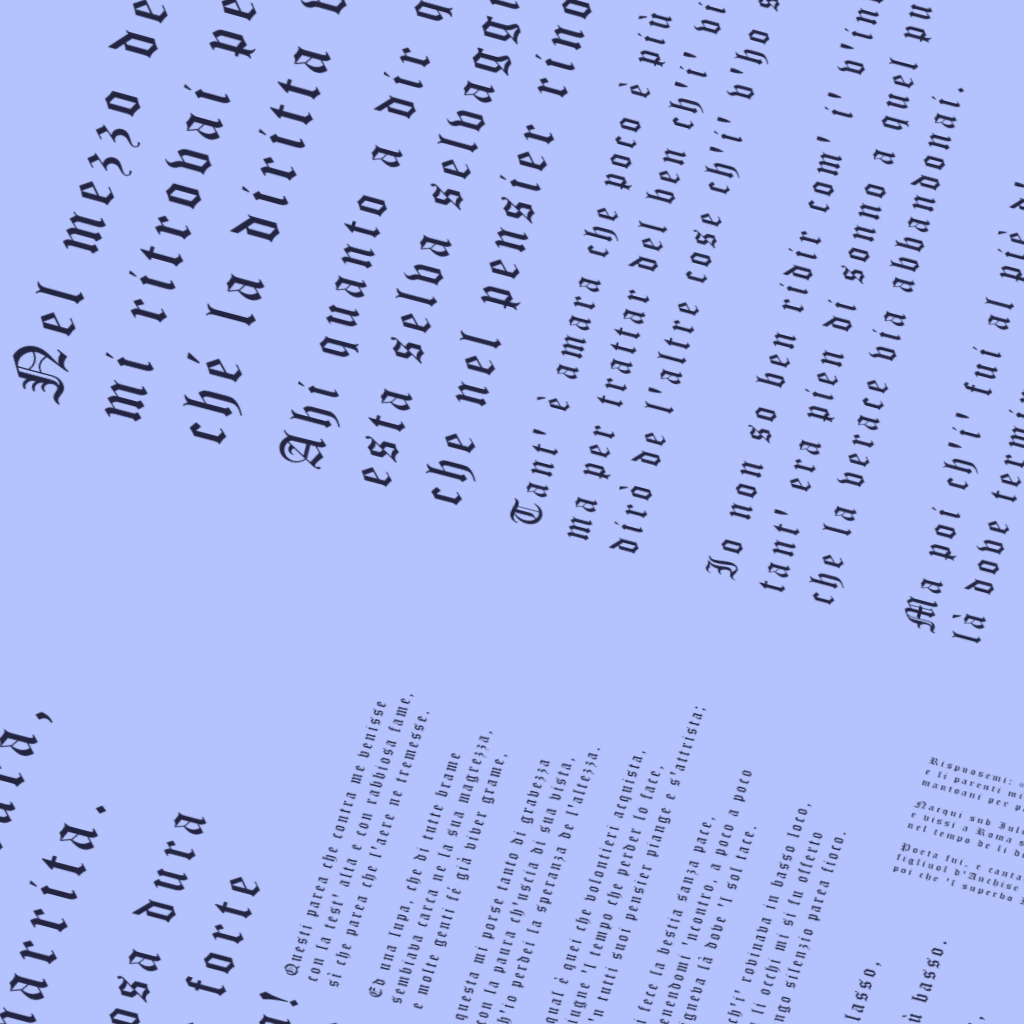 Nel mezzo de
mi ritrovai pe
ché la diritta
Ahi quanto a dir q
esta selva selvaggi
che nel pensier rino
Tant' è amara che poco è più
ma per trattar del ben ch'i' vi
dirò de l'altre cose ch'i' v'ho s
Io non so ben ridir com' i' v'in
tant' era pien di sonno a quel pu
che la verace via abbandonai.
Ma poi ch'i' fui al piè d
là dove termin
ura,
marrita.
osa dura
forte
Questi parea che contra me venisse
con la test' alta e con rabbiosa fame,
sì che parea che l'aere ne tremesse.
Ed una lupa, che di tutte brame
sembiava carca ne la sua magrezza,
e molte genti fé già viver grame,
questa mi porse tanto di gravezza
con la paura ch'uscia di sua vista,
h'io perdei la speranza de l'altezza.
qual è quei che volontieri acquista,
iugne 'l tempo che perder lo face,
'n tutti suoi pensier piange e s'attrista;
i fece la bestia sanza pace,
enendomi 'ncontro, a poco a poco
igneva là dove 'l sol tace.
ch'i' rovinava in basso loco,
li occhi mi si fu offerto
ngo silenzio parea fioco.
lasso,
ù basso.
Rispuosemi:
e li parenti mi
mantoani per p
Nacqui sub Iul
e vissi a Roma s
nel tempo de li d
Poeta fui, e canta
figliuol d'Anchise
poi che 'l superbo